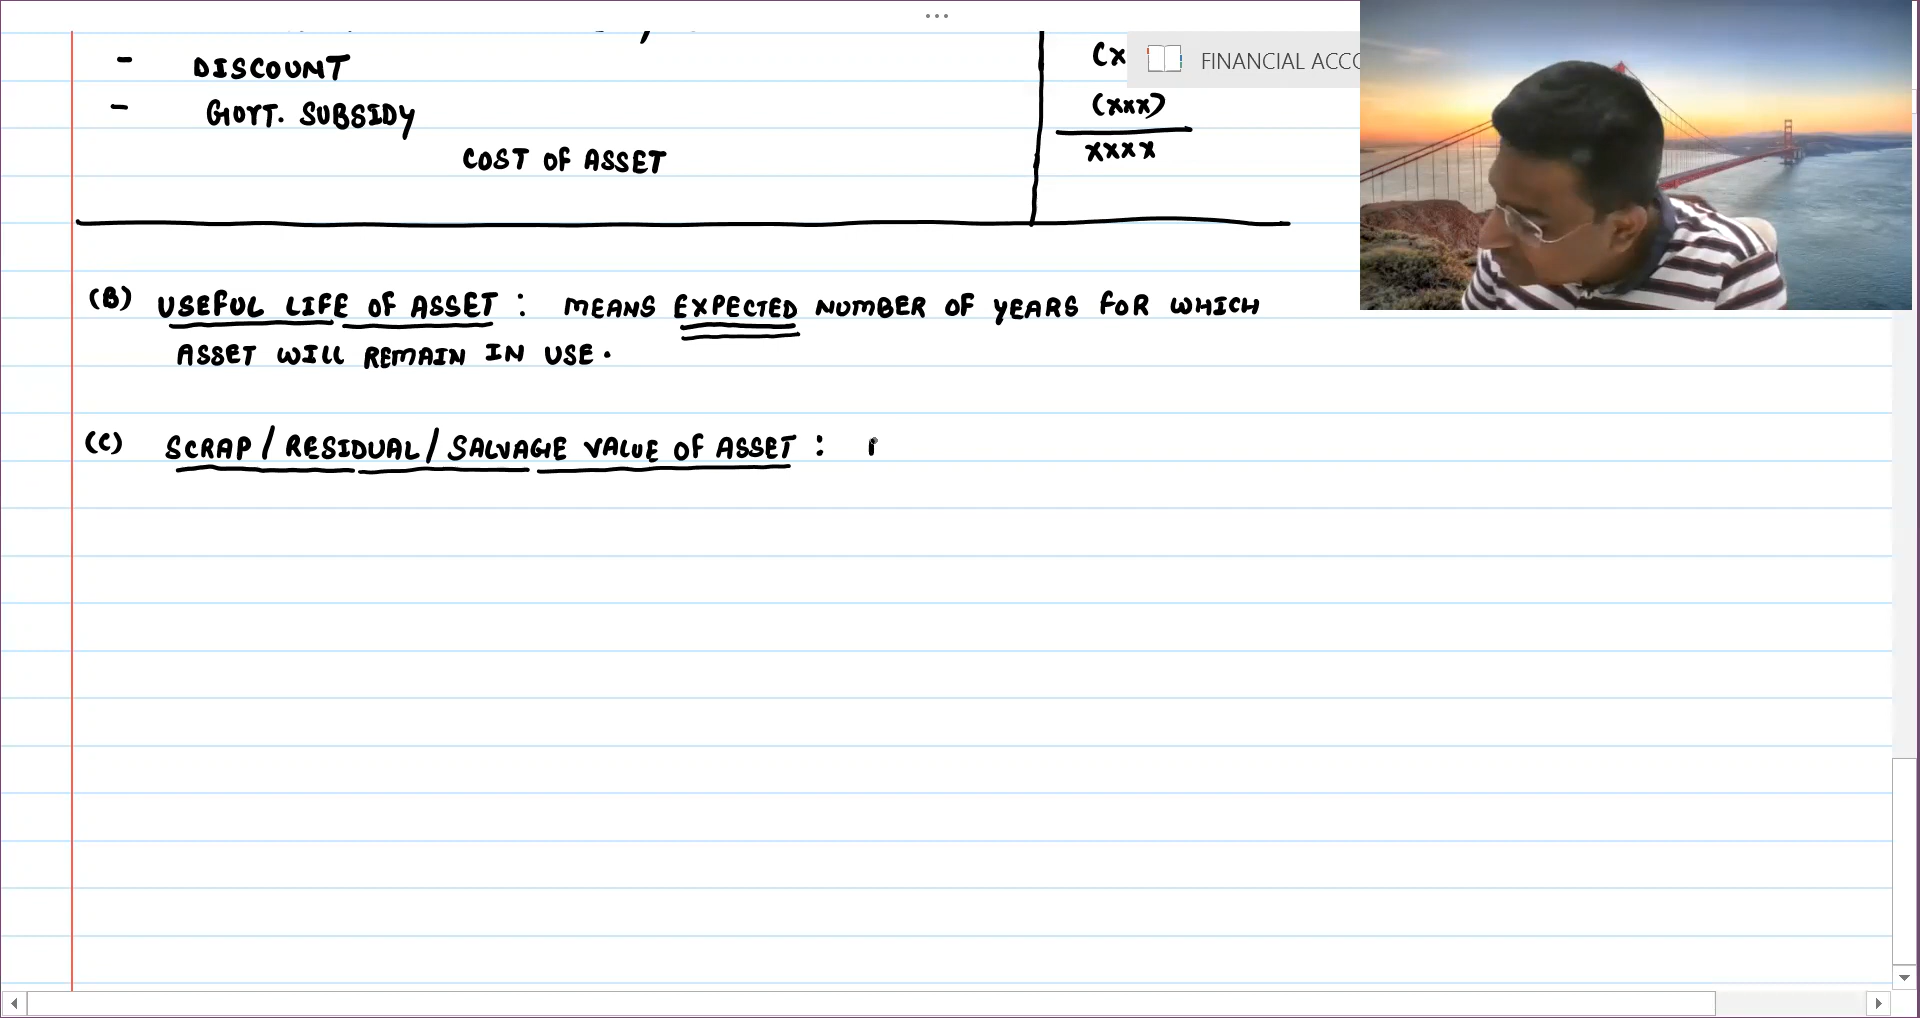 - DISCOUNT (x
FINANCIAL ACCO
- GOVT. SUBSIDY (xxx)
COST OF ASSET xxxx
(B) USEFUL LIFE OF ASSET : MEANS EXPECTED NUMBER OF YEARS FOR WHICH
ASSET WILL REMAIN IN USE.
(C) SCRAP / RESIDUAL / SALVAGE VALUE OF ASSET :